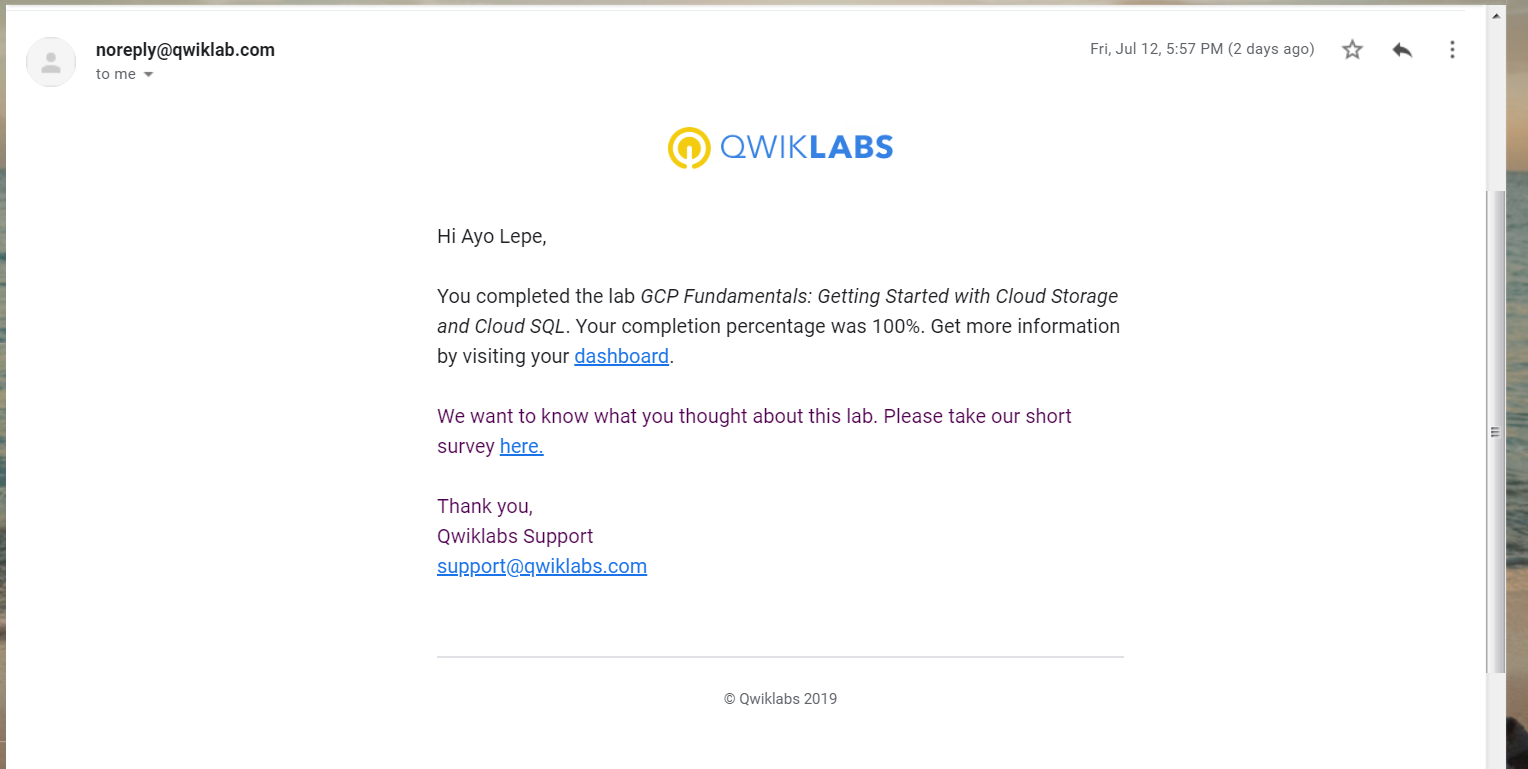 noreply@qwiklab.com
Fri, Jul 12, 5:57 PM (2 days ago)
to me
QWIKLABS
Hi Ayo Lepe,
You completed the lab GCP Fundamentals: Getting Started with Cloud Storage
and Cloud SQL. Your completion percentage was 100%. Get more information
by visiting your dashboard.
We want to know what you thought about this lab. Please take our short
survey here.
Thank you,
Qwiklabs Support
support@qwiklabs.com
© Qwiklabs 2019